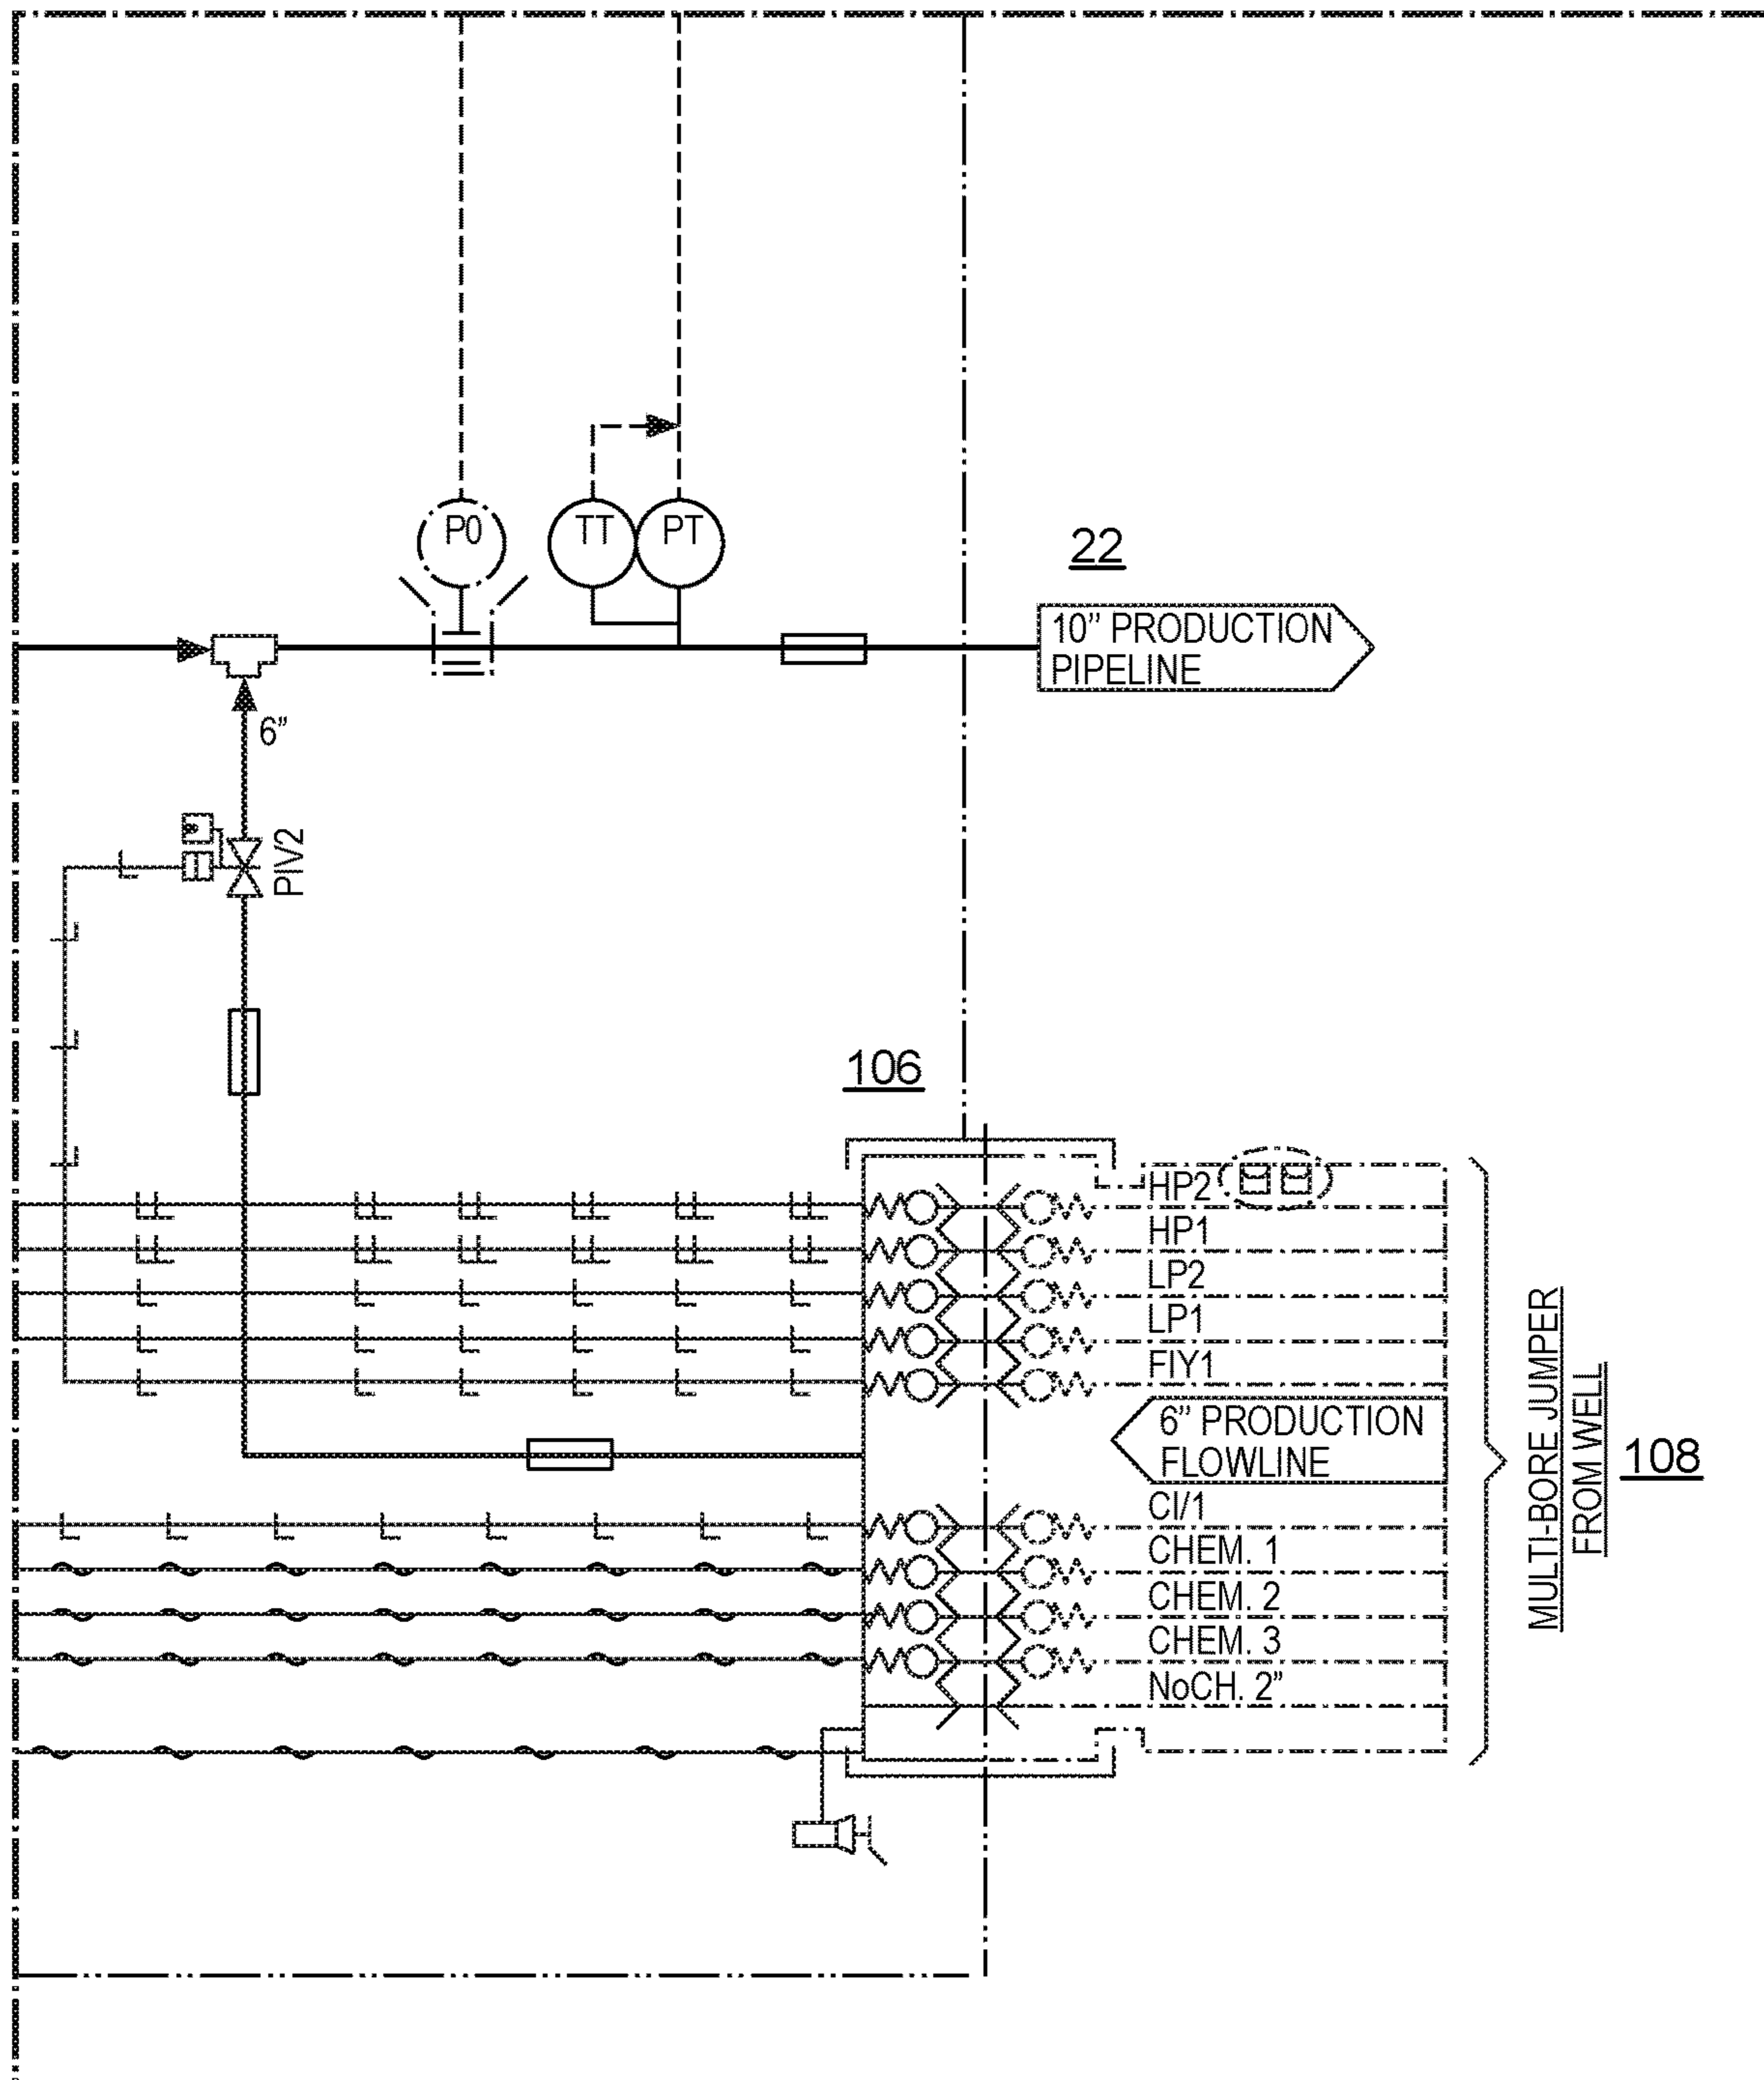 P0
TT
PT
22
10” PRODUCTION
PIPELINE
6”
PIV2
106
HP2
HP1
LP2
LP1
FIY1
6” PRODUCTION
FLOWLINE
CI/1
CHEM. 1
CHEM. 2
CHEM. 3
NoCH. 2”
MULTI-BORE JUMPER
FROM WELL
108